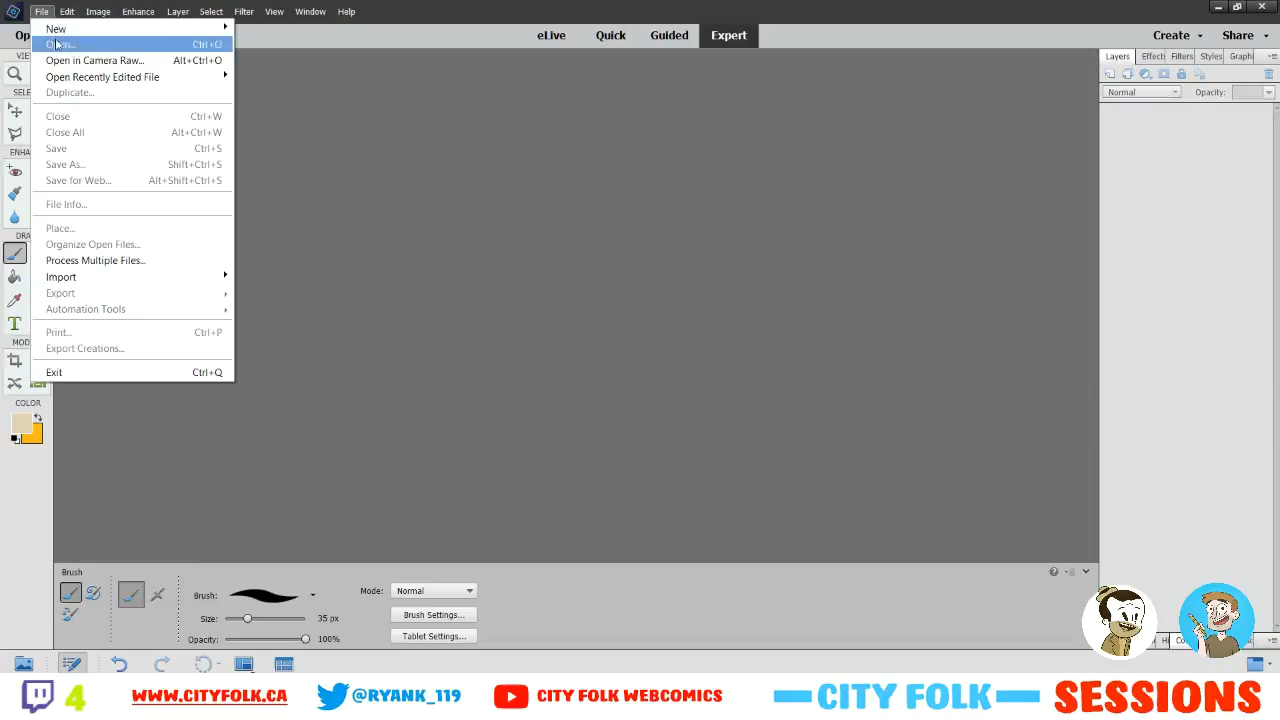 File Edit Image Enhance Layer Select Filter View Window Help
eLive Quick Guided Expert
Create Share
New
Open... Ctrl+O
Open in Camera Raw... Alt+Ctrl+O
Open Recently Edited File
Duplicate...
Close Ctrl+W
Close All Alt+Ctrl+W
Save Ctrl+S
Save As... Shift+Ctrl+S
Save for Web... Alt+Shift+Ctrl+S
File Info...
Place...
Organize Open Files...
Process Multiple Files...
Import
Export
Automation Tools
Print... Ctrl+P
Export Creations...
Exit Ctrl+Q
COLOR
Layers Effects Filters Styles Graph
Normal Opacity:
Brush
Brush: Mode: Normal
Size: 35 px Brush Settings...
Opacity: 100% Tablet Settings...
4 WWW.CITYFOLK.CA @RYANK_119 CITY FOLK WEBCOMICS CITY FOLK SESSIONS